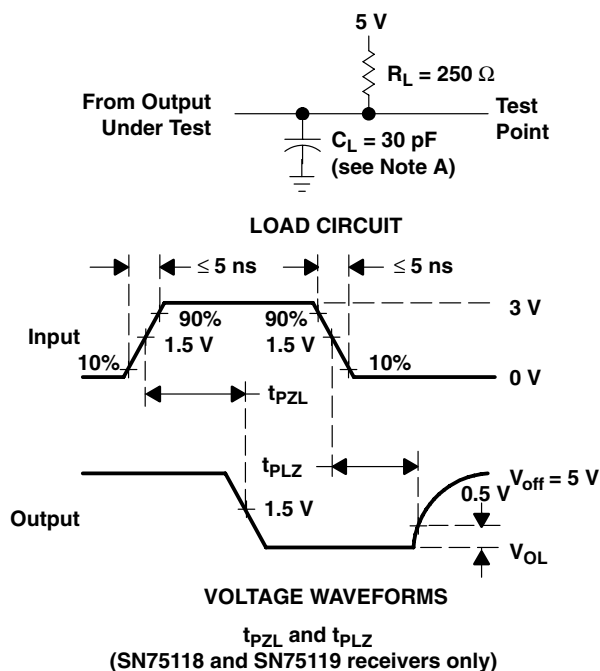 5 V
R_L = 250 Ω
From Output
Under Test
Test
Point
C_L = 30 pF
(see Note A)
LOAD CIRCUIT
≤ 5 ns
≤ 5 ns
3 V
90%
90%
Input
1.5 V
1.5 V
10%
10%
0 V
t_PZL
t_PLZ
V_off = 5 V
0.5 V
1.5 V
Output
V_OL
VOLTAGE WAVEFORMS
t_PZL and t_PLZ
(SN75118 and SN75119 receivers only)